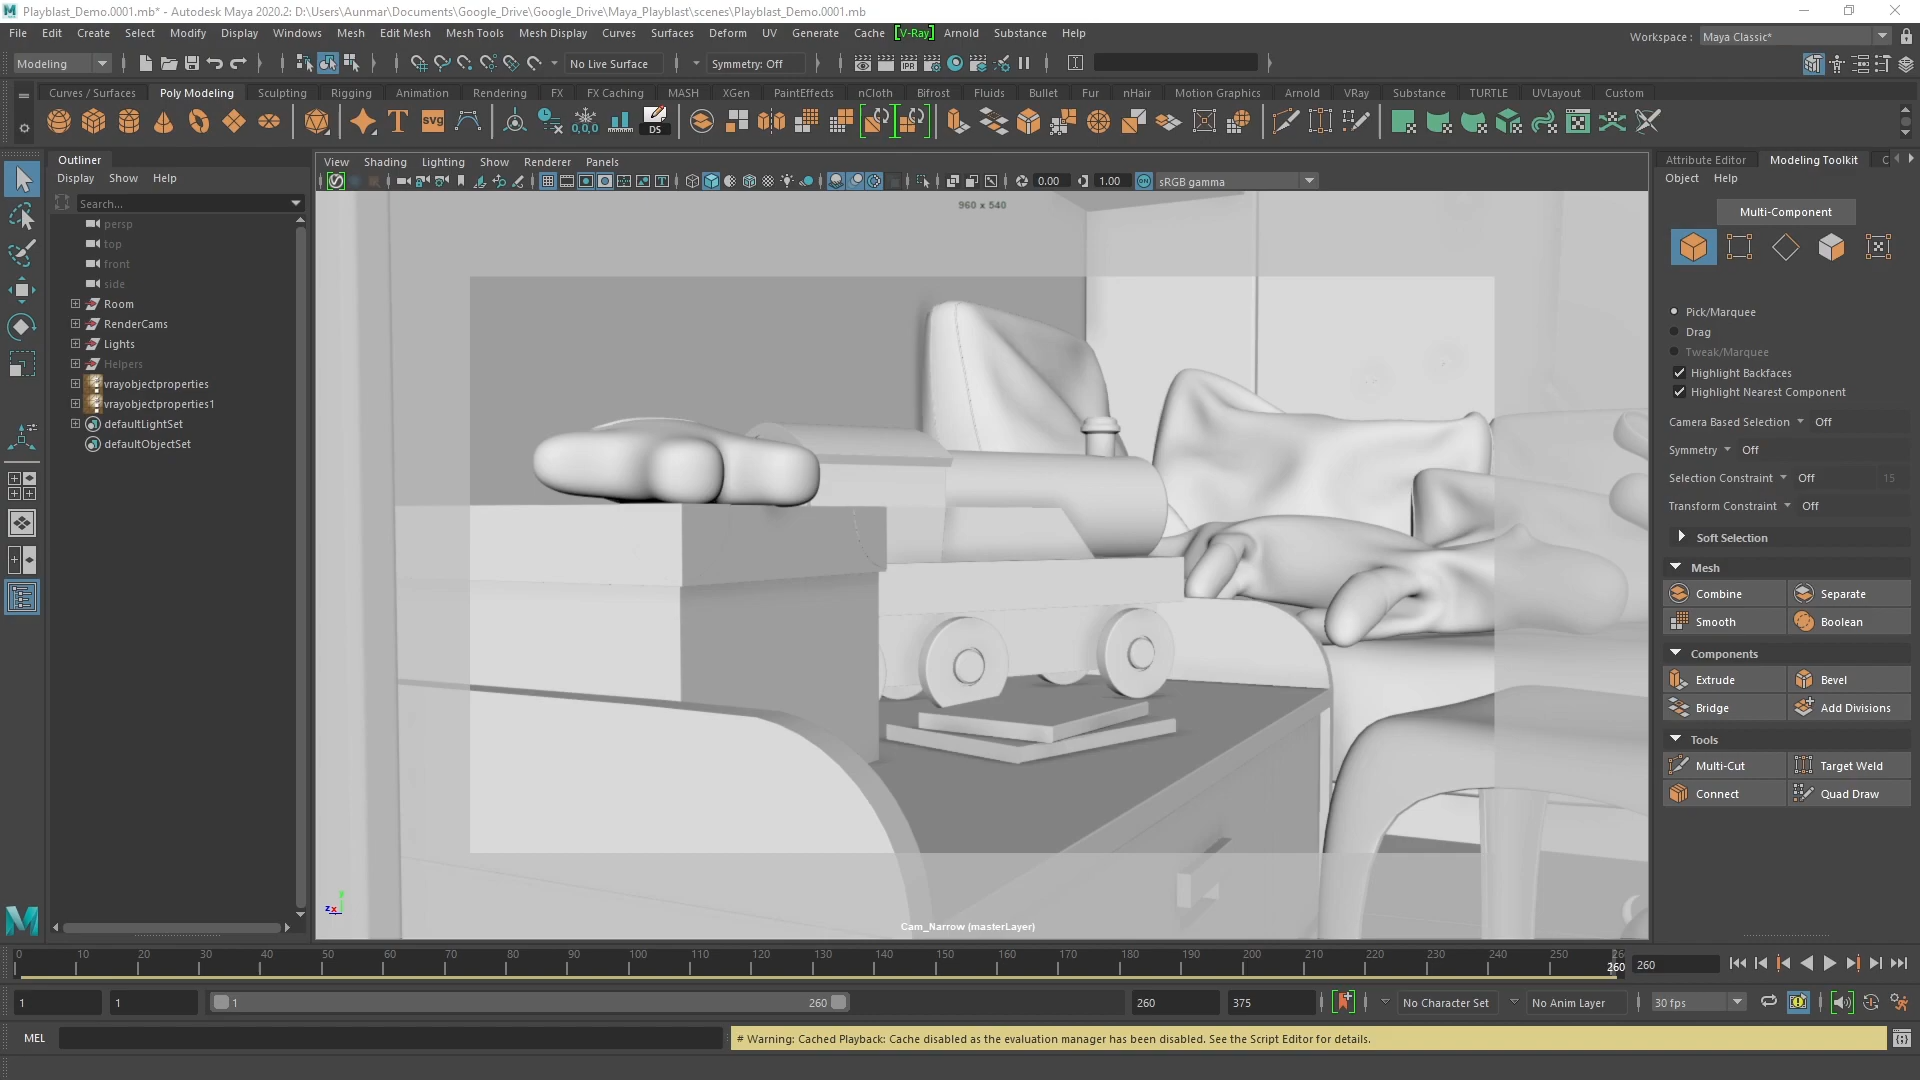 Playblast_Demo.0001.mb* - Autodesk Maya 2020.2: D:\Users\Aunmar\Documents\Google_Drive\Google_Drive\Maya_Playblast\scenes\Playblast_Demo.0001.mb
File Edit Create Select Modify Display Windows Mesh Edit Mesh Mesh Tools Mesh Display Curves Surfaces Deform UV Generate Cache [V-Ray] Arnold Substance Help
Workspace : Maya Classic*
Modeling No Live Surface Symmetry: Off
Curves / Surfaces Poly Modeling Sculpting Rigging Animation Rendering FX FX Caching MASH XGen PaintEffects nCloth Bifrost Fluids Bullet Fur nHair Motion Graphics Arnold VRay Substance TURTLE UVLayout Custom
T SVG 0,0,0 DS IPR
Outliner
Display Show Help
Search...
persp
top
front
side
Room
RenderCams
Lights
Helpers
vrayobjectproperties
vrayobjectproperties1
defaultLightSet
defaultObjectSet
View Shading Lighting Show Renderer Panels
0.00 1.00 ON sRGB gamma
960 x 540
Cam_Narrow (masterLayer)
Attribute Editor Modeling Toolkit C
Object Help
Multi-Component
Pick/Marquee
Drag
Tweak/Marquee
Highlight Backfaces
Highlight Nearest Component
Camera Based Selection Off
Symmetry Off
Selection Constraint Off 15
Transform Constraint Off
Soft Selection
Mesh
Combine Separate
Smooth Boolean
Components
Extrude Bevel
Bridge Add Divisions
Tools
Multi-Cut Target Weld
Connect Quad Draw
0 10 20 30 40 50 60 70 80 90 100 110 120 130 140 150 160 170 180 190 200 210 220 230 240 250 26
260 260
1 1 1 260 260 375 No Character Set No Anim Layer 30 fps
MEL # Warning: Cached Playback: Cache disabled as the evaluation manager has been disabled. See the Script Editor for details.